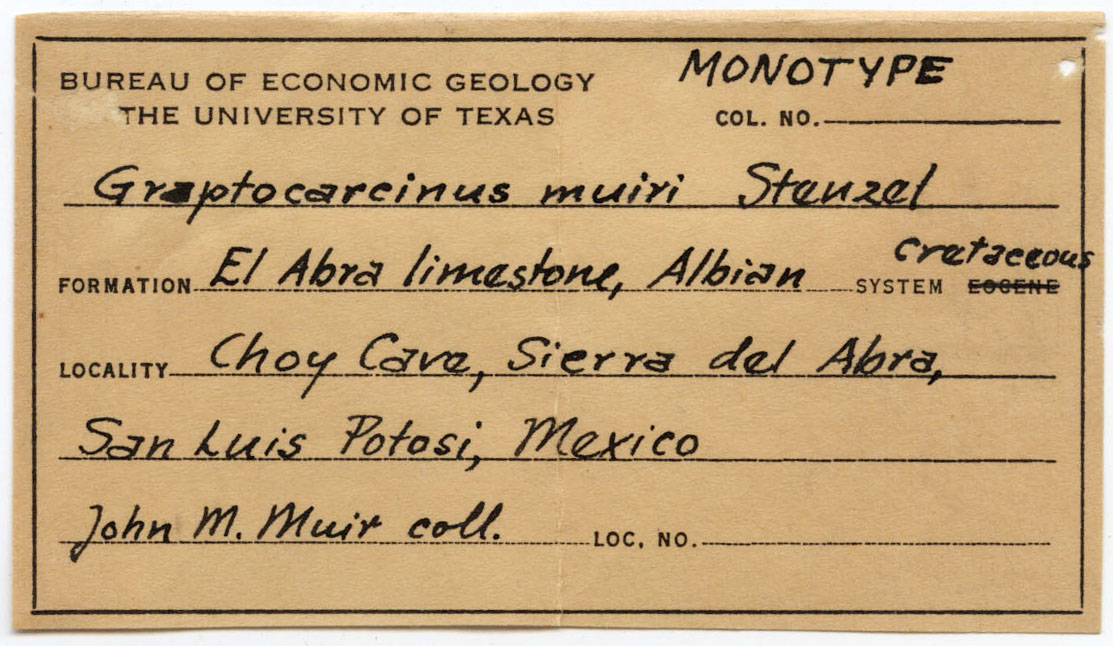 BUREAU OF ECONOMIC GEOLOGY MONOTYPE
THE UNIVERSITY OF TEXAS COL. NO.
Graptocarcinus muiri Stenzel
FORMATION El Abra limestone, Albian SYSTEM EOCENE Cretaceous
LOCALITY Choy Cave, Sierra del Abra,
San Luis Potosi, Mexico
John M. Muir coll. LOC. NO.